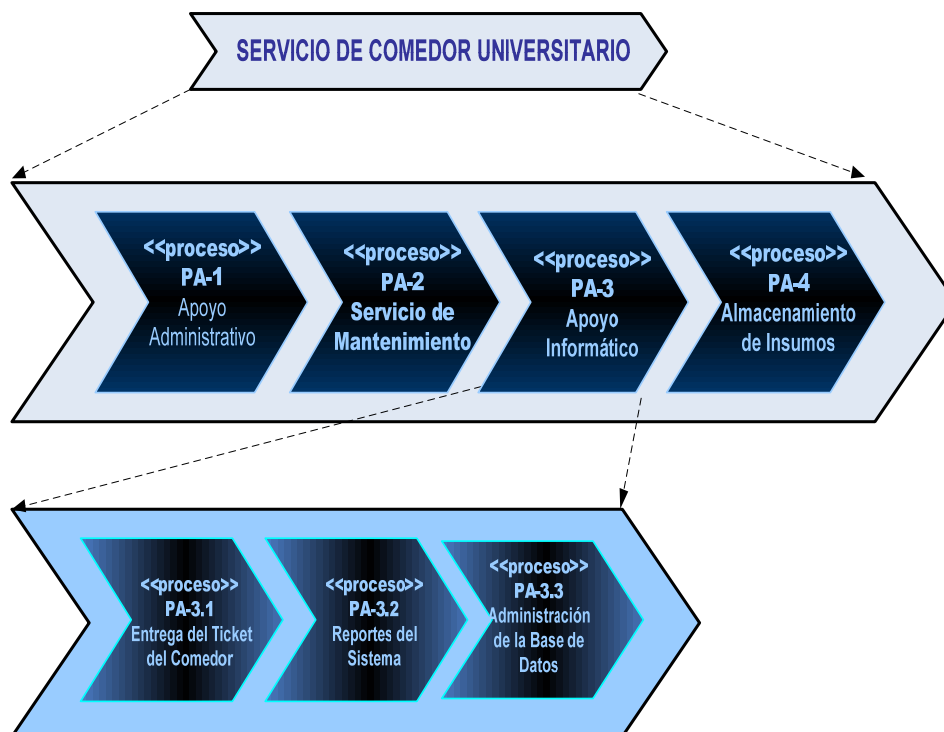 SERVICIO DE COMEDOR UNIVERSITARIO
<<proceso>>
PA-1
Apoyo
Administrativo
<<proceso>>
PA-2
Servicio de
Mantenimiento
<<proceso>>
PA-3
Apoyo
Informático
<<proceso>>
PA-4
Almacenamiento
de Insumos
<<proceso>>
PA-3.1
Entrega del Ticket
del Comedor
<<proceso>>
PA-3.2
Reportes del
Sistema
<<proceso>>
PA-3.3
Administración
de la Base de
Datos